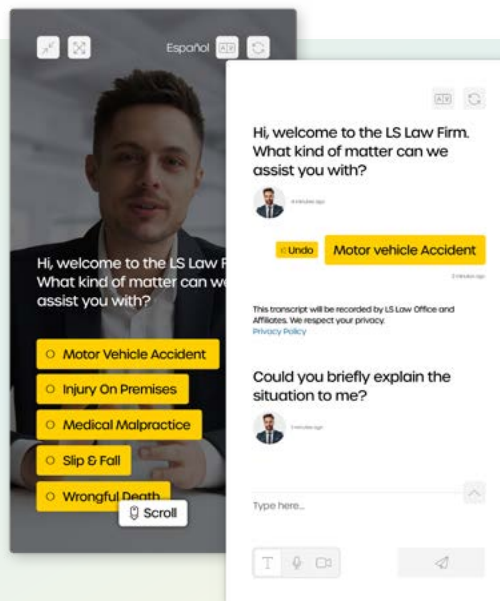 Español
Hi, welcome to the LS Law F
What kind of matter can we
assist you with?
Motor Vehicle Accident
Injury On Premises
Medical Malpractice
Slip & Fall
Wrongful Death
Scroll
Hi, welcome to the LS Law Firm.
What kind of matter can we
assist you with?
Undo
Motor vehicle Accident
This transcript will be recorded by LS Law Office and
Affiliates. We respect your privacy.
Privacy Policy
Could you briefly explain the
situation to me?
Type here...
T